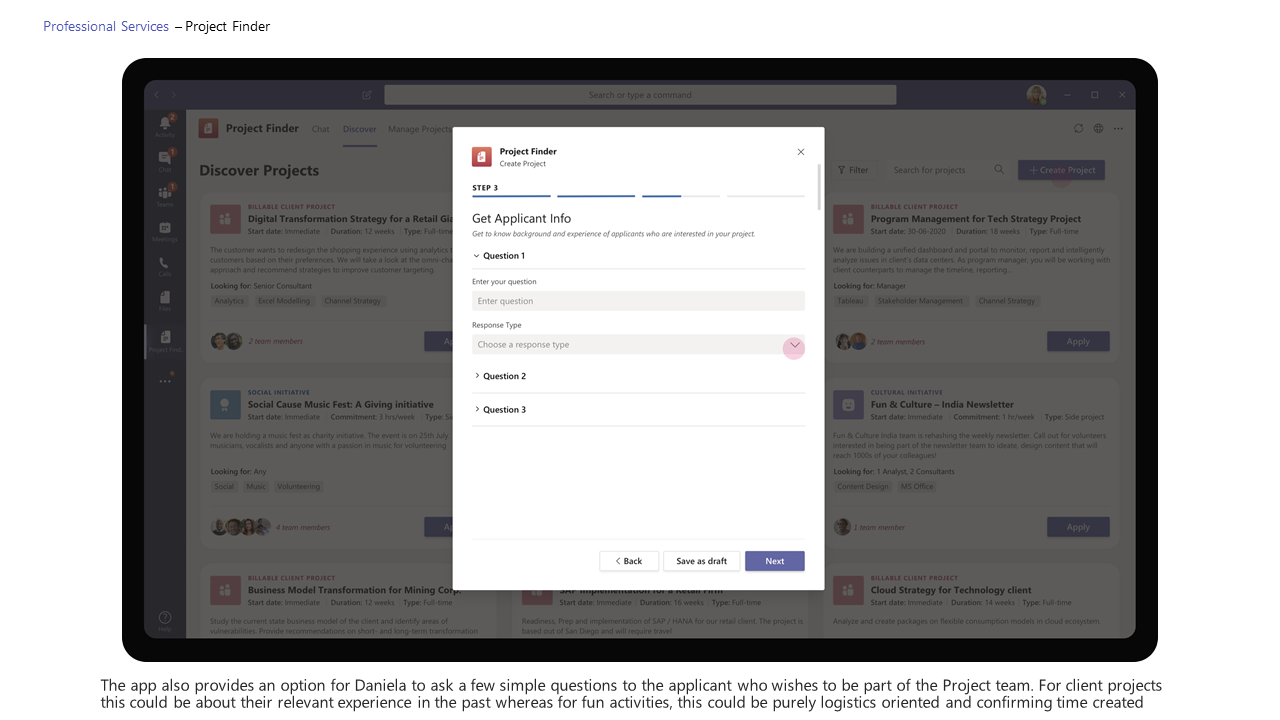 Professional Services – Project Finder
Search or type a command
Activity
2
Chat
1
Teams
1
Meetings
Calls
Files
Project Find..
Help
Project Finder
Chat
Discover
Manage Projects
Discover Projects
Filter
Search for projects
+ Create Project
BILLABLE CLIENT PROJECT
Digital Transformation Strategy for a Retail Gia
Start date: Immediate Duration: 12 weeks Type: Full-time
The customer wants to redesign the shopping experience using analytics t
customers based on their preferences. We will take a look at the omni-cha
approach and recommend strategies to improve customer targeting.
Looking for: Senior Consultant
Analytics
Excel Modelling
Channel Strategy
2 team members
BILLABLE CLIENT PROJECT
Program Management for Tech Strategy Project
Start date: 30-06-2020 Duration: 18 weeks Type: Full-time
We are building a unified dashboard and portal to monitor, report and intelligently
analyze issues in client's data centers. As program manager, you will be working with
client counterparts to manage the timeline, reporting...
Looking for: Manager
Tableau
Stakeholder Management
Channel Strategy
2 team members
Apply
SOCIAL INITIATIVE
Social Cause Music Fest: A Giving initiative
Start date: Immediate Commitment: 3 hrs/week Type: Si
We are holding a music fest as charity initiative. The event is on 25th July
musicians, vocalists and anyone with a passion in music for volunteering
Looking for: Any
Social
Music
Volunteering
4 team members
CULTURAL INITIATIVE
Fun & Culture – India Newsletter
Start date: Immediate Commitment: 1 hr/week Type: Side project
Fun & Culture India team is rehashing the weekly newsletter. Call out for volunteers
interested in being part of the newsletter team to ideate, design content that will
reach 1000s of your colleagues!
Looking for: 1 Analyst, 2 Consultants
Content Design
MS Office
1 team member
Apply
BILLABLE CLIENT PROJECT
Business Model Transformation for Mining Corp.
Start date: Immediate Duration: 12 weeks Type: Full-time
Study the current state business model of the client and identify areas of
vulnerabilities. Provide recommendations on short- and long-term transformation
SAP Implementation for a Retail Firm
Start date: Immediate Duration: 16 weeks Type: Full-time
Readiness, Prep and implementation of SAP / HANA for our retail client. The project is
based out of San Diego and will require travel
BILLABLE CLIENT PROJECT
Cloud Strategy for Technology client
Start date: Immediate Duration: 14 weeks Type: Full-time
Analyze and create packages on flexible consumption models in cloud ecosystem.
Project Finder
Create Project
STEP 3
Get Applicant Info
Get to know background and experience of applicants who are interested in your project.
Question 1
Enter your question
Enter question
Response Type
Choose a response type
Question 2
Question 3
Back
Save as draft
Next
The app also provides an option for Daniela to ask a few simple questions to the applicant who wishes to be part of the Project team. For client projects
this could be about their relevant experience in the past whereas for fun activities, this could be purely logistics oriented and confirming time created